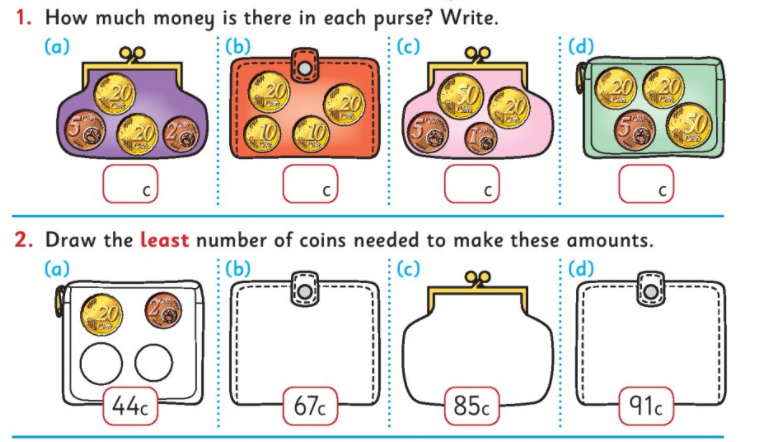 1. How much money is there in each purse? Write.
(a) (b) (c) (d)
20 20 50 20 20
5 20 2 20 20 5 50
10 10 5 1
c c c c
2. Draw the least number of coins needed to make these amounts.
(a) (b) (c) (d)
20 2
44c 67c 85c 91c